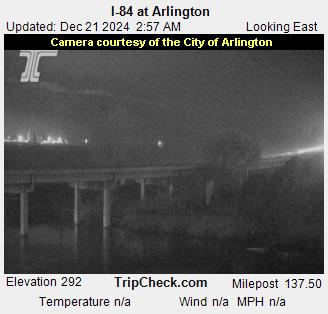 I-84 at Arlington
Updated: Dec 21 2024 2:57 AM Looking East
Camera courtesy of the City of Arlington
Elevation 292 TripCheck.com Milepost 137.50
Temperature n/a Wind n/a MPH n/a